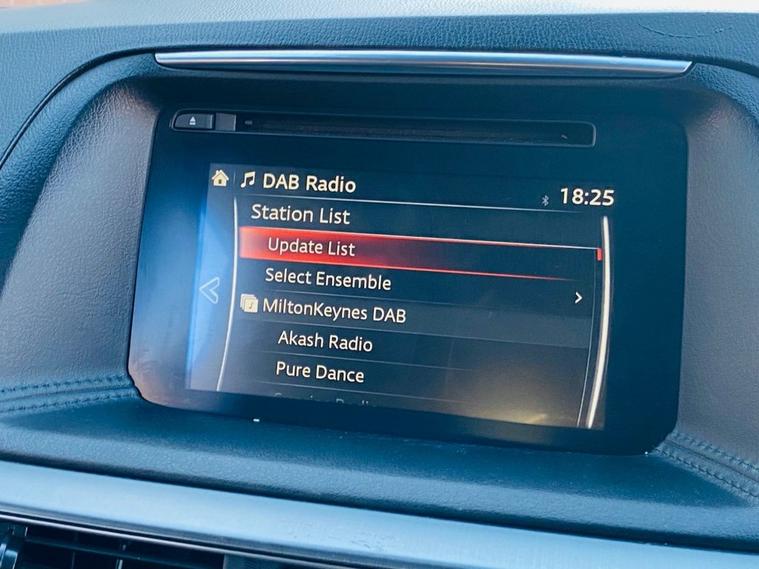 DAB Radio
18:25
Station List
Update List
Select Ensemble
MiltonKeynes DAB
Akash Radio
Pure Dance